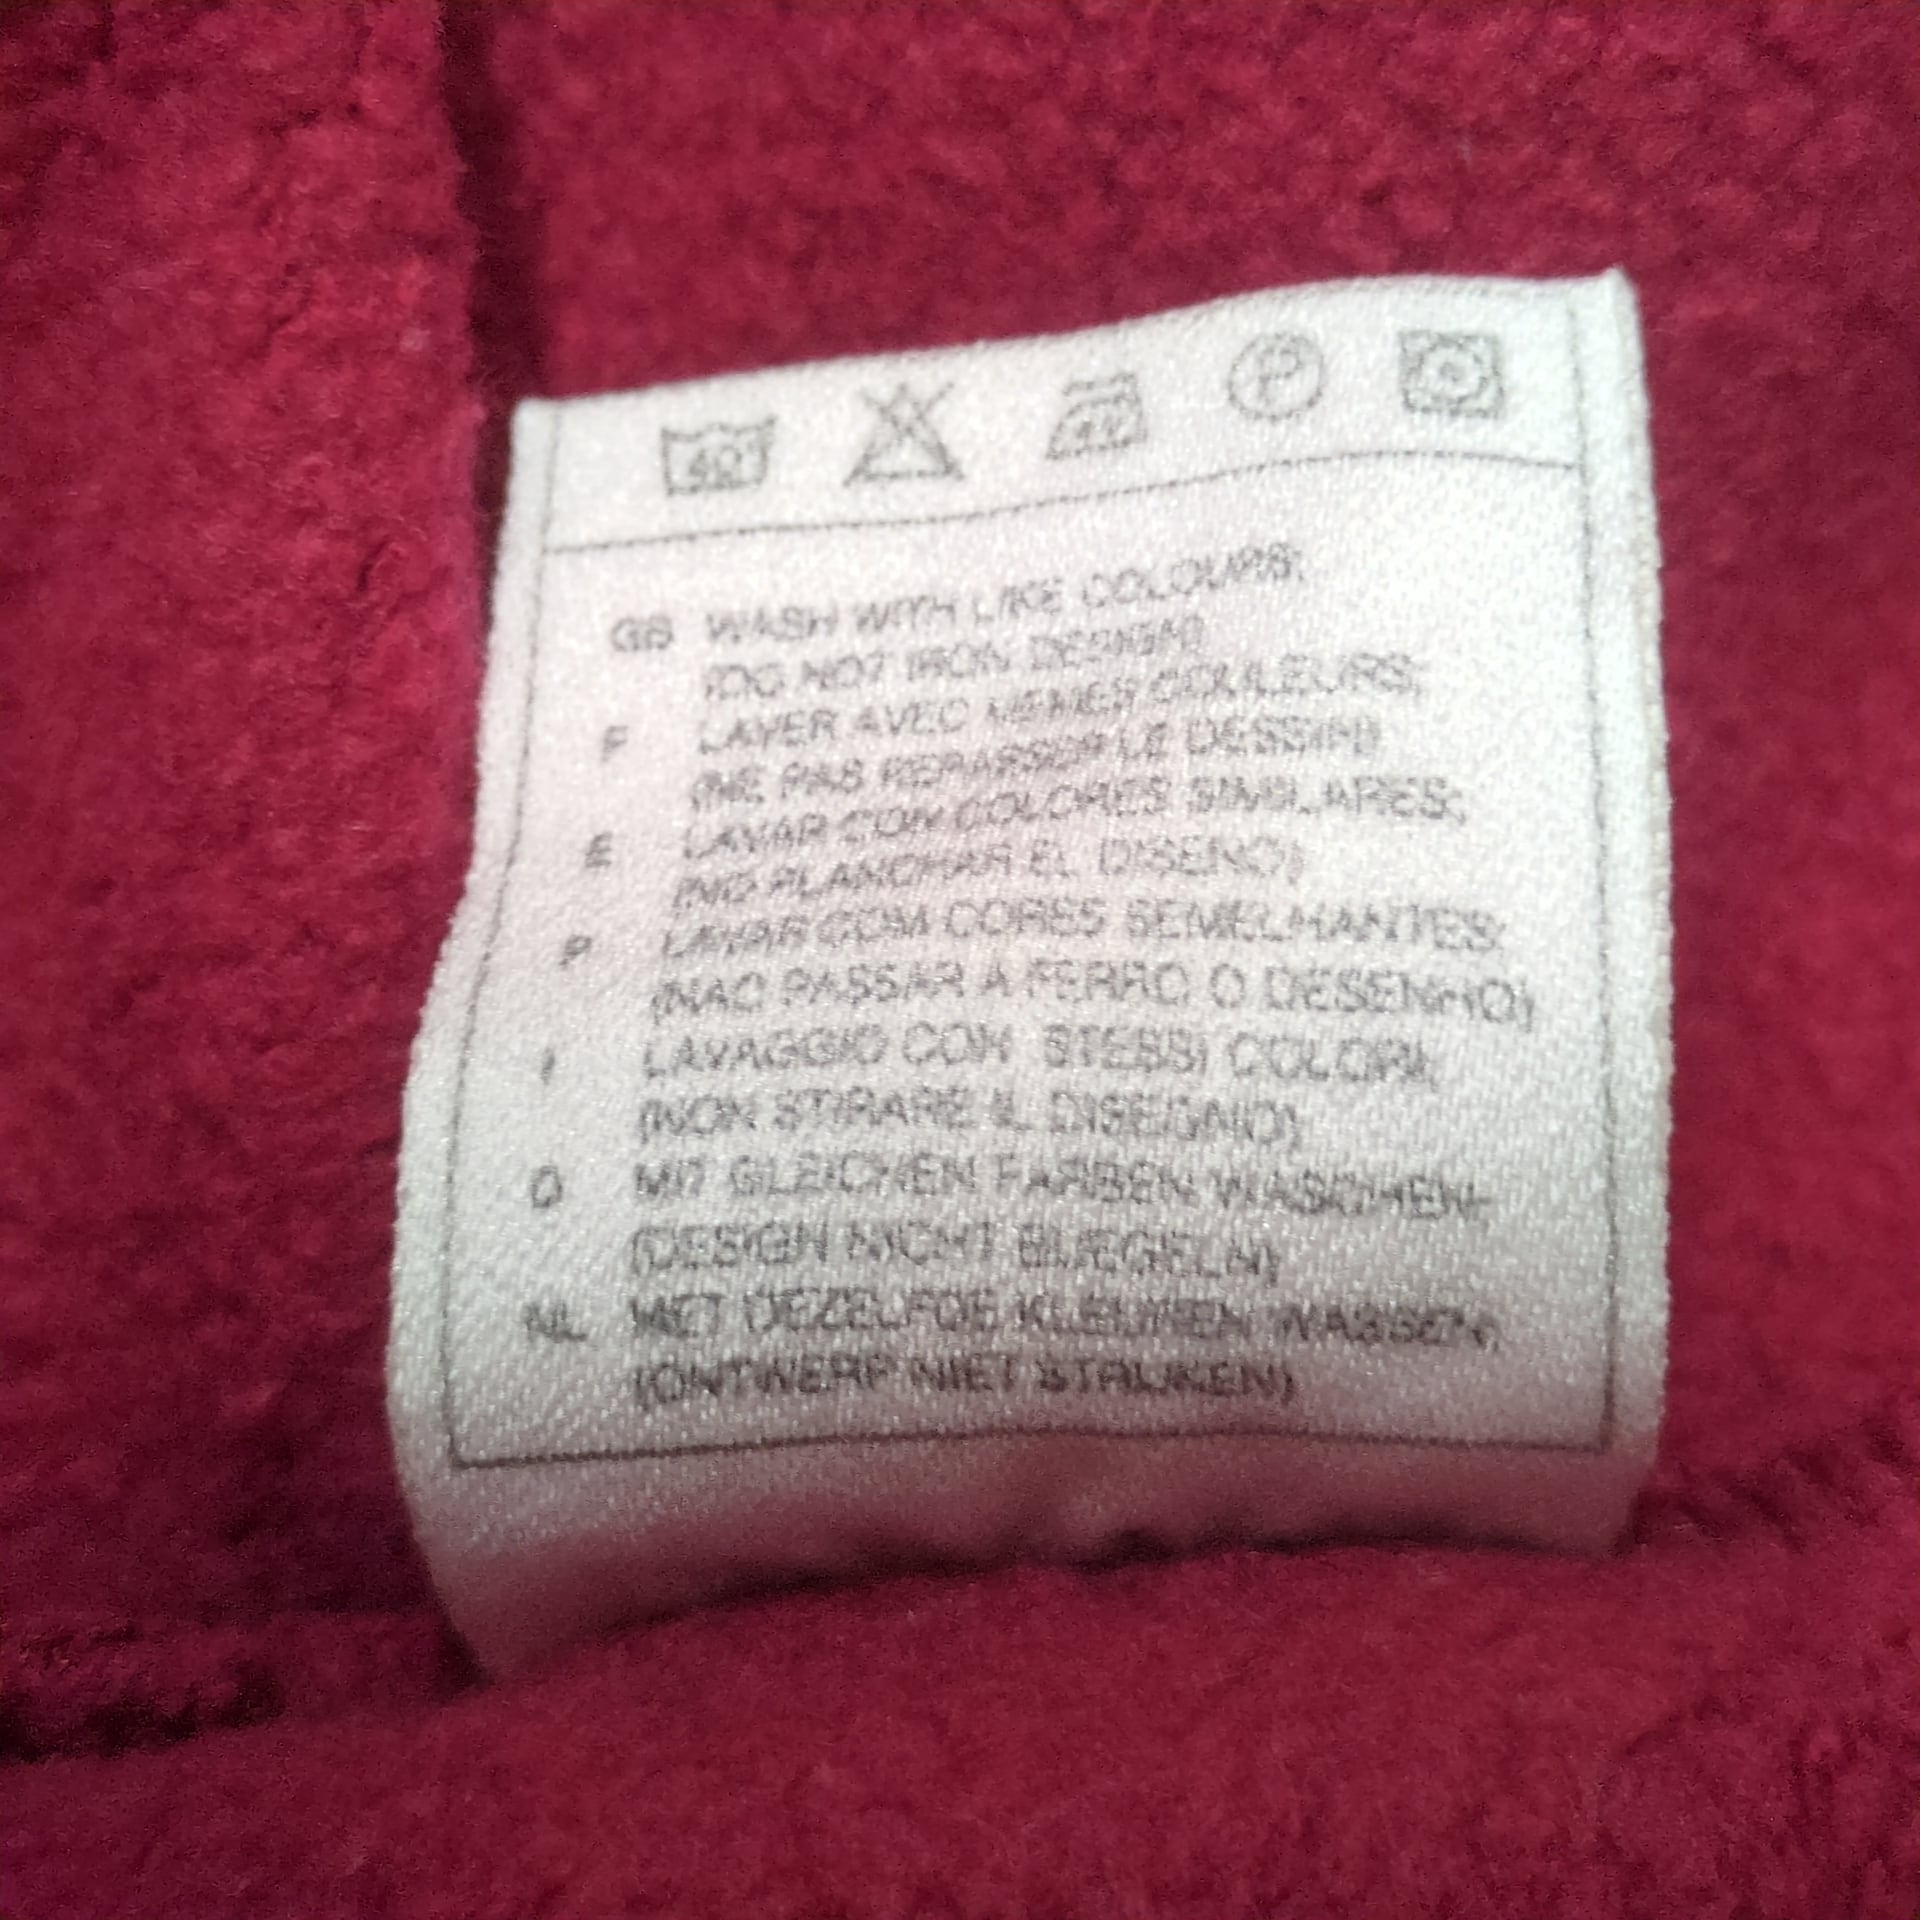 40°
P
GB WASH WITH LIKE COLOURS;
(DO NOT IRON DESIGN)
F LAVER AVEC MEMES COULEURS;
(NE PAS REPASSER LE DESSIN)
E LAVAR CON COLORES SIMILARES;
(NO PLANCHAR EL DISENO)
P LAVAR COM CORES SEMELHANTES;
(NAO PASSAR A FERRO O DESENHO)
I LAVAGGIO CON STESSI COLORI;
(NON STIRARE IL DISEGNO)
D MIT GLEICHEN FARBEN WASCHEN;
(DESIGN NICHT BUEGELN)
NL MET DEZELFDE KLEUREN WASSEN;
(ONTWERP NIET STRIJKEN)